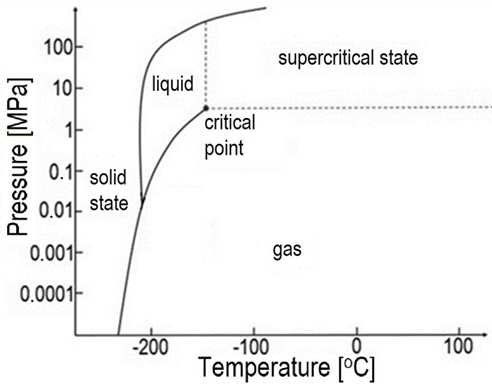 Pressure [MPa]
100
10
1
0.1
0.01
0.001
0.0001
supercritical state
liquid
critical
point
solid
state
gas
-200
-100
0
100
Temperature [ºC]